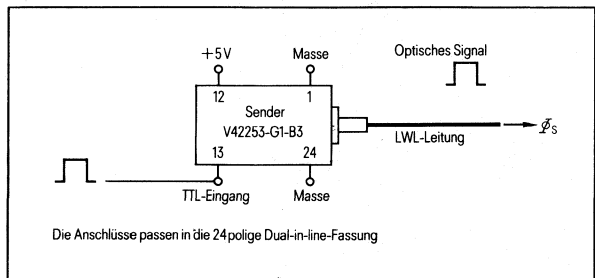 +5V Masse Optisches Signal
12 1
Sender
V42253-G1-B3
13 24
LWL-Leitung
Φs
TTL-Eingang Masse
Die Anschlüsse passen in die 24polige Dual-in-line-Fassung